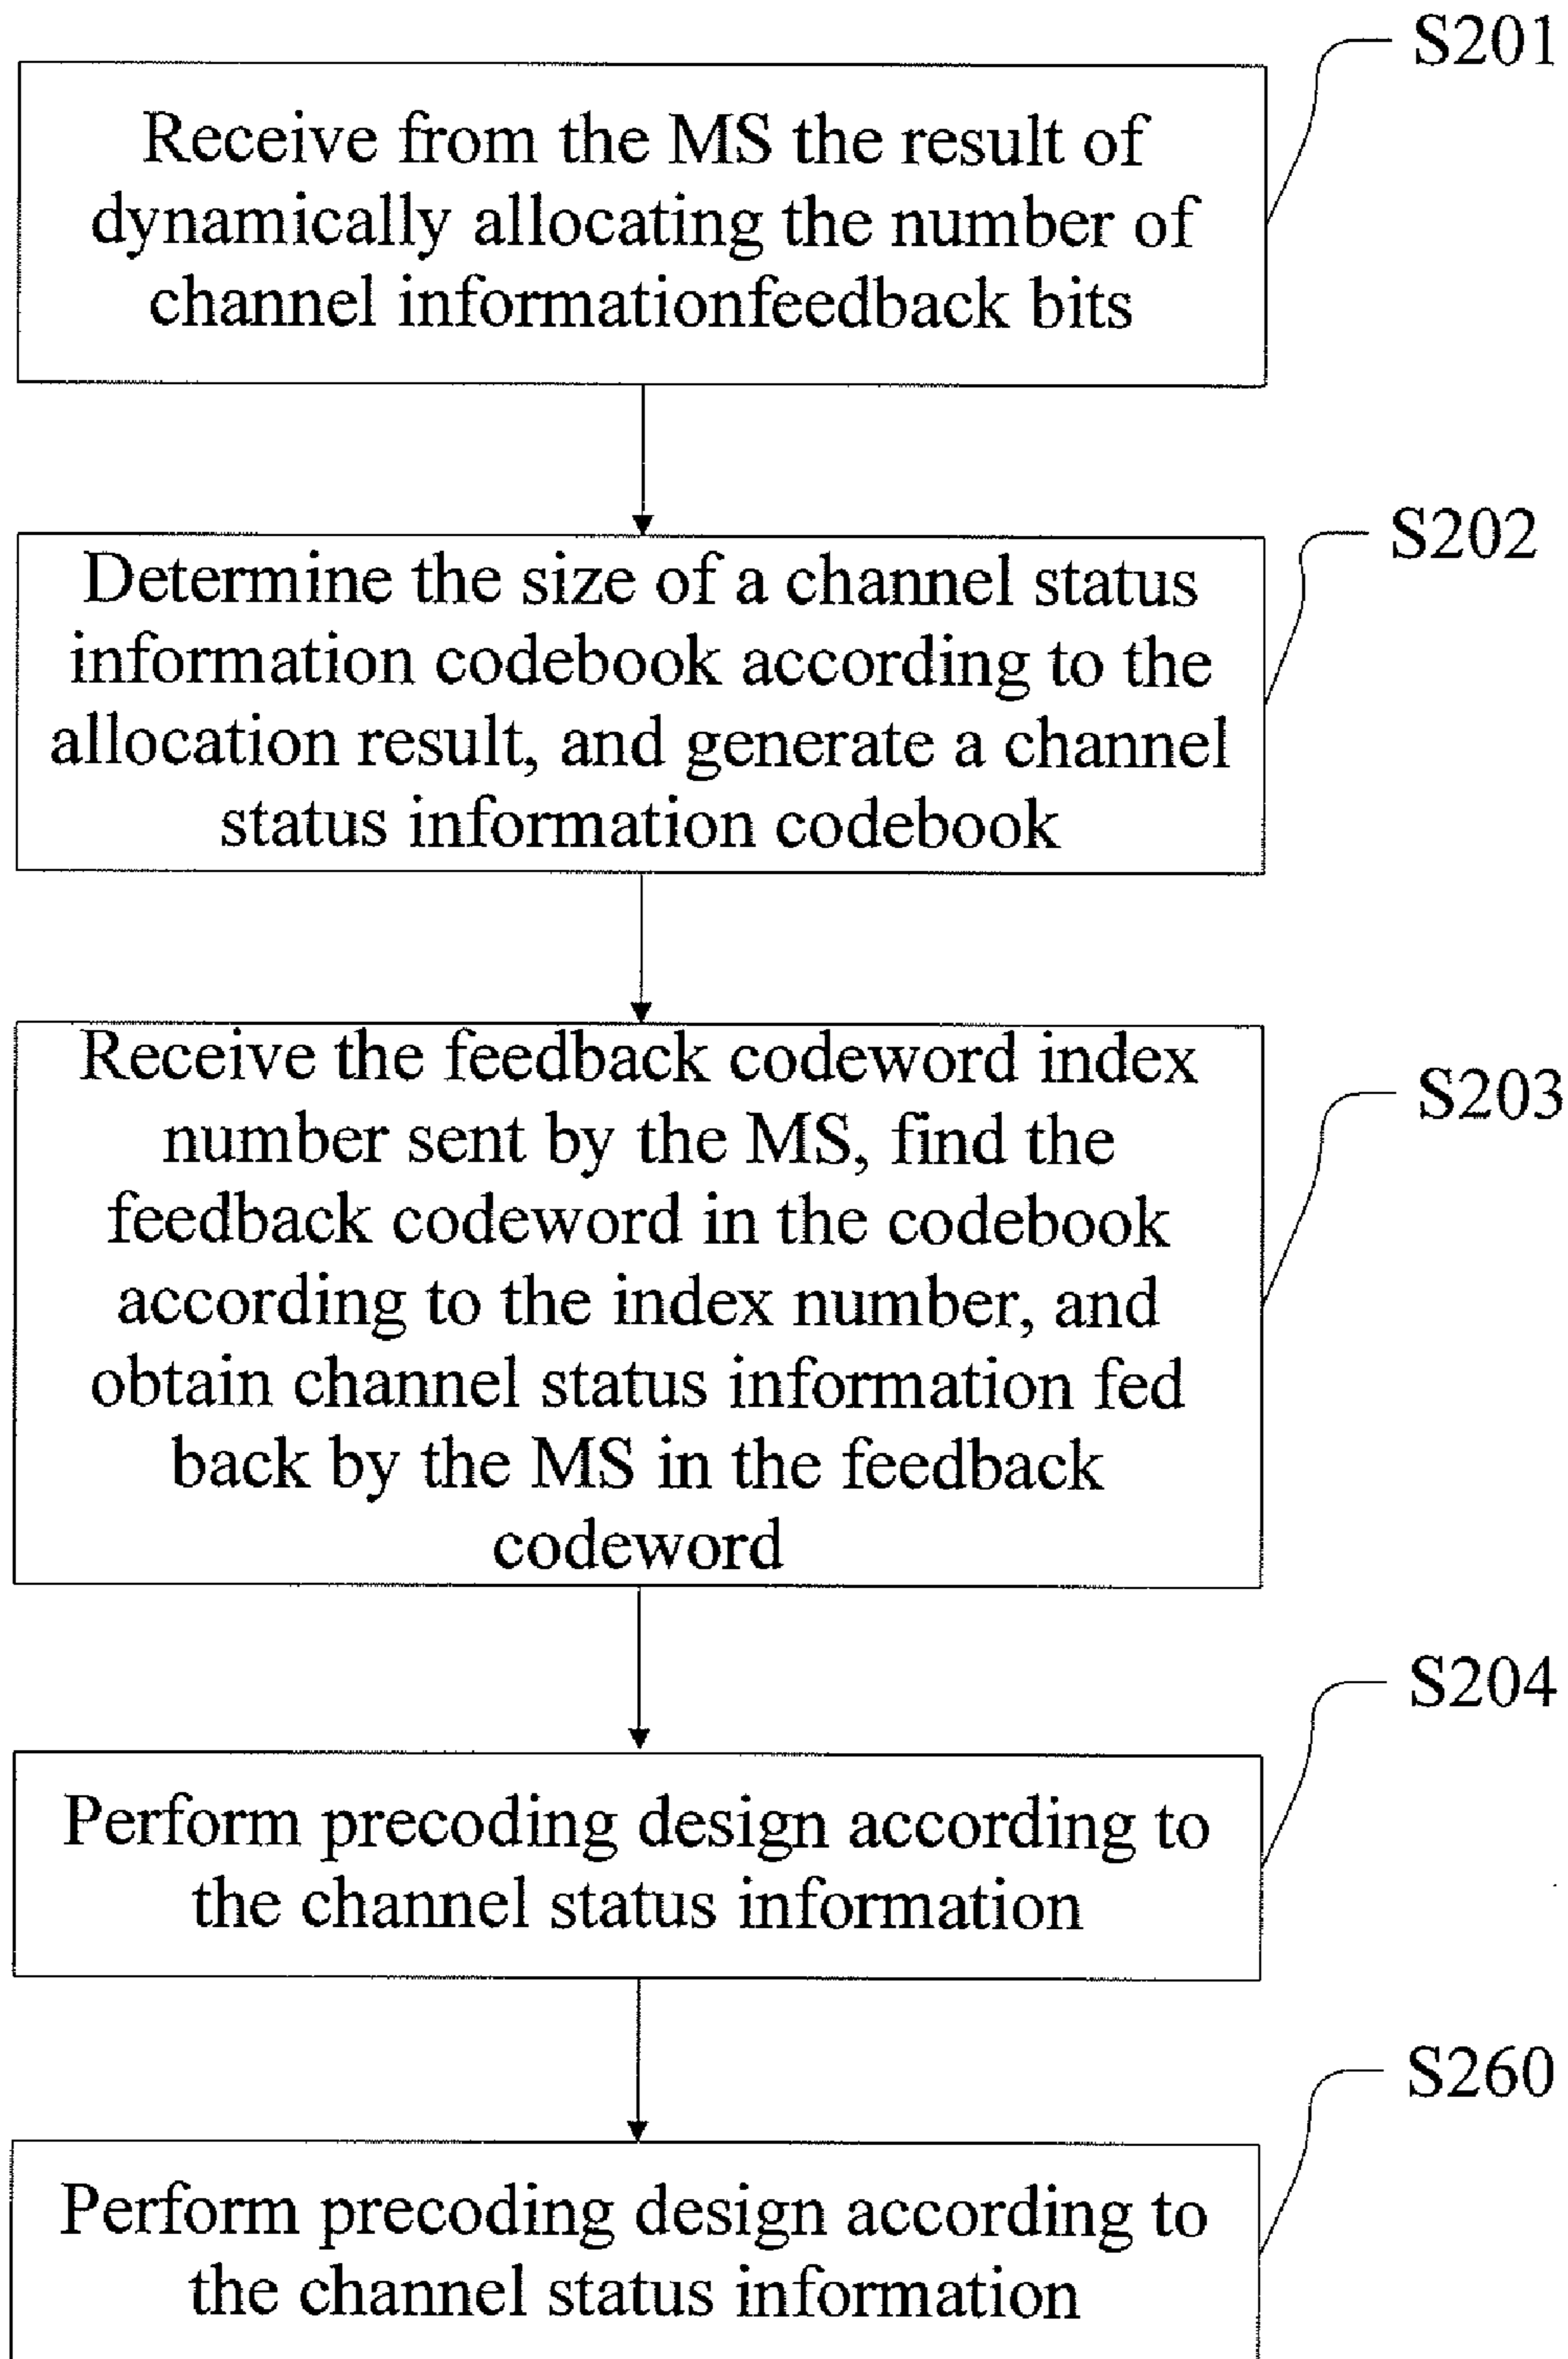 S201
Receive from the MS the result of
dynamically allocating the number of
channel informationfeedback bits
S202
Determine the size of a channel status
information codebook according to the
allocation result, and generate a channel
status information codebook
Receive the feedback codeword index
number sent by the MS, find the
feedback codeword in the codebook
according to the index number, and
obtain channel status information fed
back by the MS in the feedback
codeword
S203
S204
Perform precoding design according to
the channel status information
S260
Perform precoding design according to
the channel status information